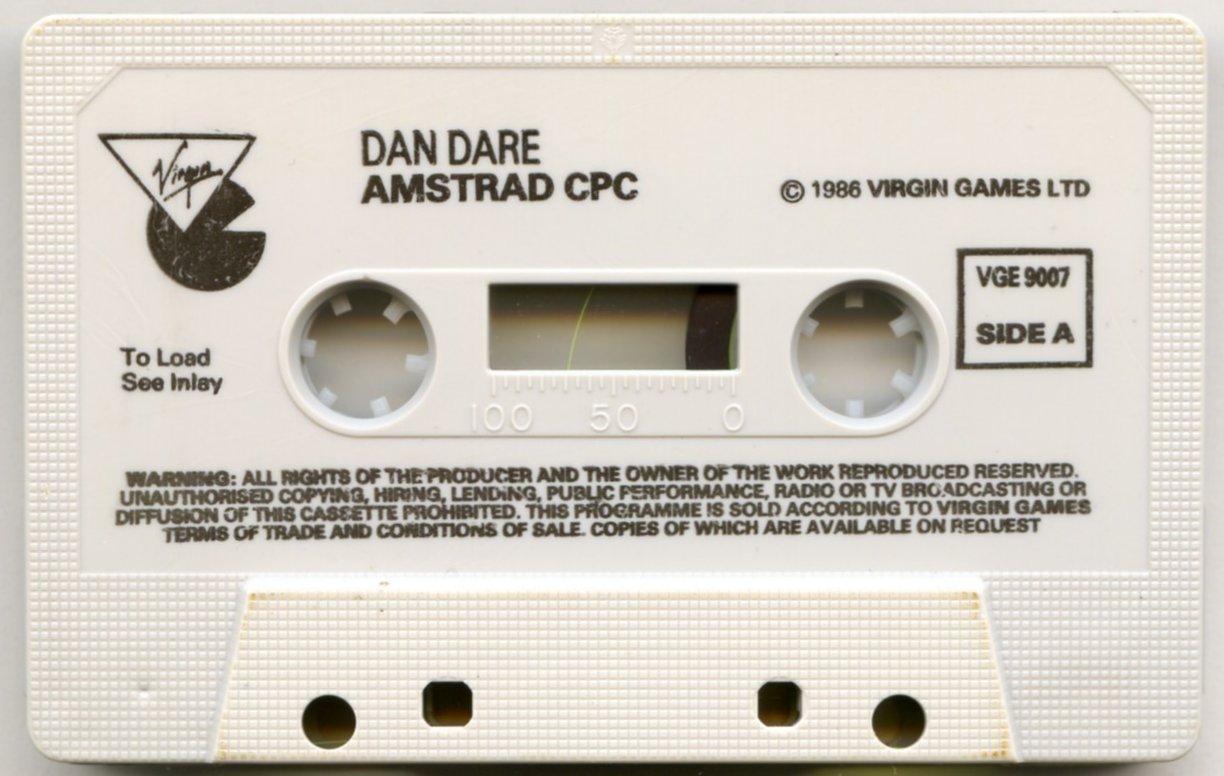 Virgin
DAN DARE
AMSTRAD CPC
© 1986 VIRGIN GAMES LTD
VGE 9007
SIDE A
To Load
See Inlay
100 50 0
WARNING: ALL RIGHTS OF THE PRODUCER AND THE OWNER OF THE WORK REPRODUCED RESERVED.
UNAUTHORISED COPYING, HIRING, LENDING, PUBLIC PERFORMANCE, RADIO OR TV BROADCASTING OR
DIFFUSION OF THIS CASSETTE PROHIBITED. THIS PROGRAMME IS SOLD ACCORDING TO VIRGIN GAMES
TERMS OF TRADE AND CONDITIONS OF SALE. COPIES OF WHICH ARE AVAILABLE ON REQUEST